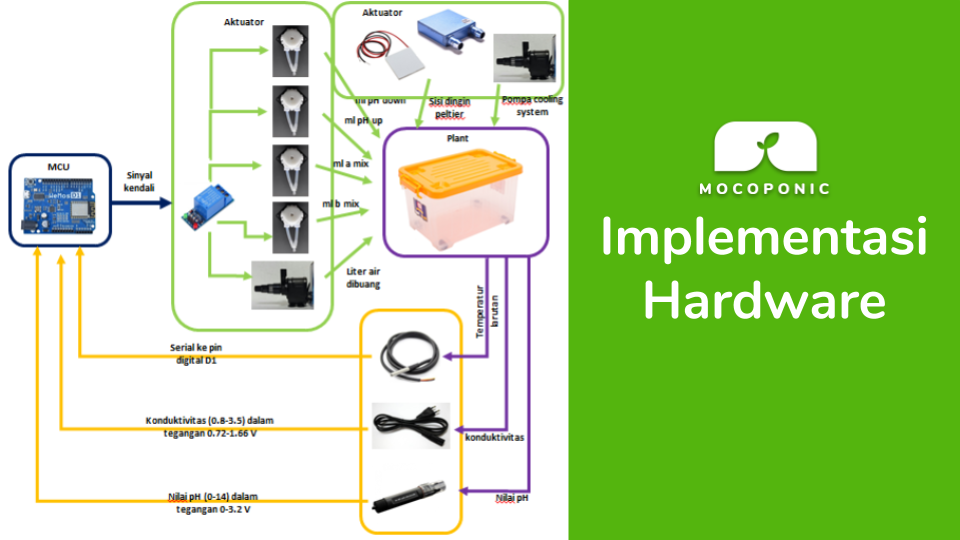 Aktuator
Aktuator
ml pH down
Sisi dingin
peltier
Pompa cooling
system
ml pH up
Plant
MCU
Sinyal
kendali
ml a mix
ml b mix
Liter air
dibuang
Temperatur
larutan
Serial ke pin
digital D1
Konduktivitas (0.8-3.5) dalam
tegangan 0.72-1.66 V
konduktivitas
Nilai pH (0-14) dalam
tegangan 0-3.2 V
Nilai pH
MOCOPONIC
Implementasi
Hardware